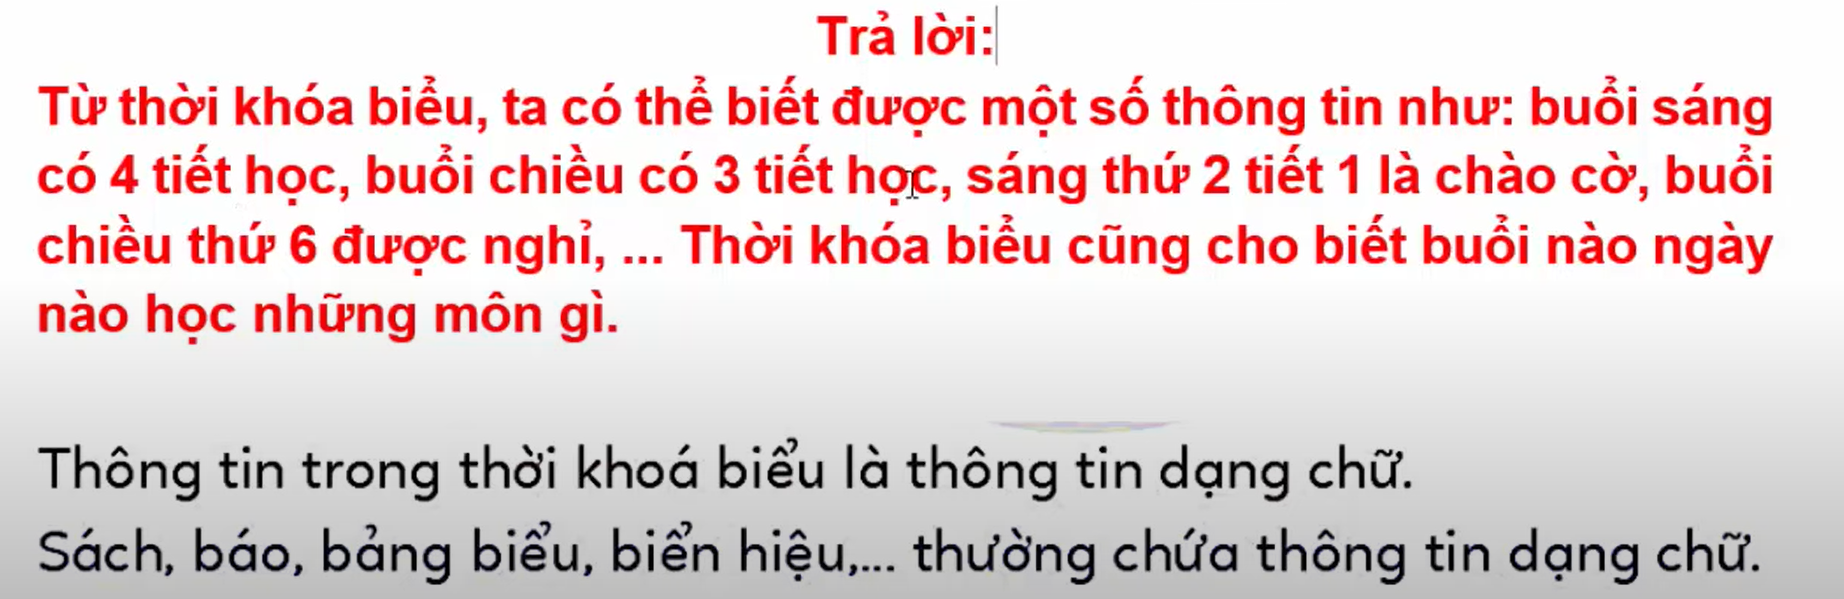 Trả lời:
Từ thời khóa biểu, ta có thể biết được một số thông tin như: buổi sáng
có 4 tiết học, buổi chiều có 3 tiết học, sáng thứ 2 tiết 1 là chào cờ, buổi
chiều thứ 6 được nghỉ, ... Thời khóa biểu cũng cho biết buổi nào ngày
nào học những môn gì.
Thông tin trong thời khoá biểu là thông tin dạng chữ.
Sách, báo, bảng biểu, biển hiệu,... thường chứa thông tin dạng chữ.